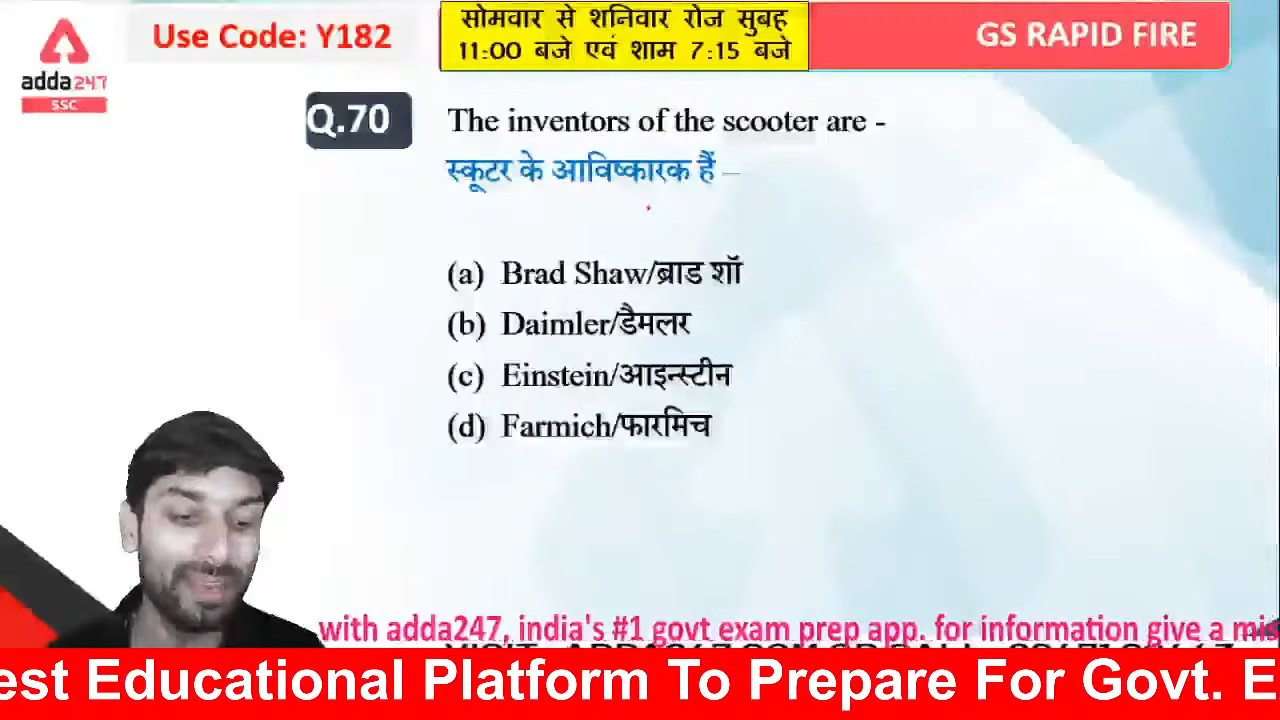 Use Code: Y182
सोमवार से शनिवार रोज सुबह
11:00 बजे एवं शाम 7:15 बजे
GS RAPID FIRE
adda247
SSC
Q.70 The inventors of the scooter are -
स्कूटर के आविष्कारक हैं –
(a) Brad Shaw/ब्राड शॉ
(b) Daimler/डैमलर
(c) Einstein/आइन्स्टीन
(d) Farmich/फारमिच
with adda247, india's #1 govt exam prep app. for information give a mis
est Educational Platform To Prepare For Govt. E